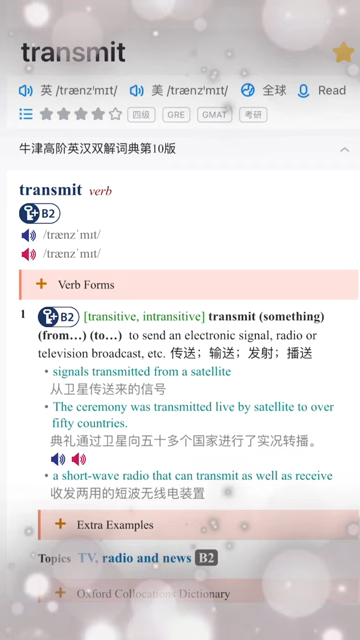 transmit
英 /trænzˈmɪt/ 美 /trænzˈmɪt/ 全球 Read
四级 GRE GMAT 考研
牛津高阶英汉双解词典第10版
transmit verb
B2
/trænzˈmɪt/
/trænzˈmɪt/
+ Verb Forms
1 B2 [transitive, intransitive] transmit (something)
(from…) (to…) to send an electronic signal, radio or
television broadcast, etc. 传送；输送；发射；播送
• signals transmitted from a satellite
从卫星传送来的信号
• The ceremony was transmitted live by satellite to over
fifty countries.
典礼通过卫星向五十多个国家进行了实况转播。
• a short-wave radio that can transmit as well as receive
收发两用的短波无线电装置
+ Extra Examples
Topics TV, radio and news B2
+ Oxford Collocations Dictionary